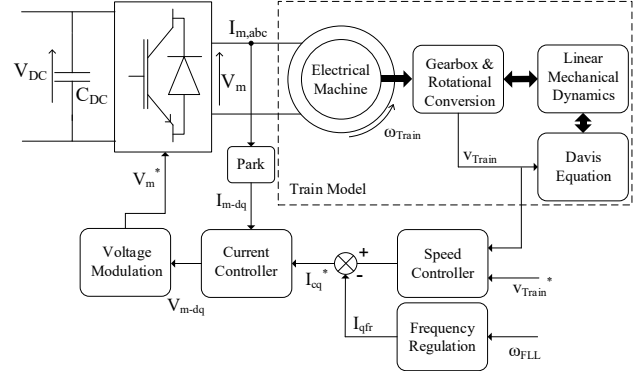 I_m,abc
V_DC
C_DC
V_m
Electrical
Machine
ω_Train
Gearbox &
Rotational
Conversion
Linear
Mechanical
Dynamics
v_Train
Davis
Equation
Train Model
Park
V_m*
I_m-dq
Voltage
Modulation
V_m-dq
Current
Controller
I_cq*
+
-
Speed
Controller
v_Train*
I_qfr
Frequency
Regulation
ω_FLL